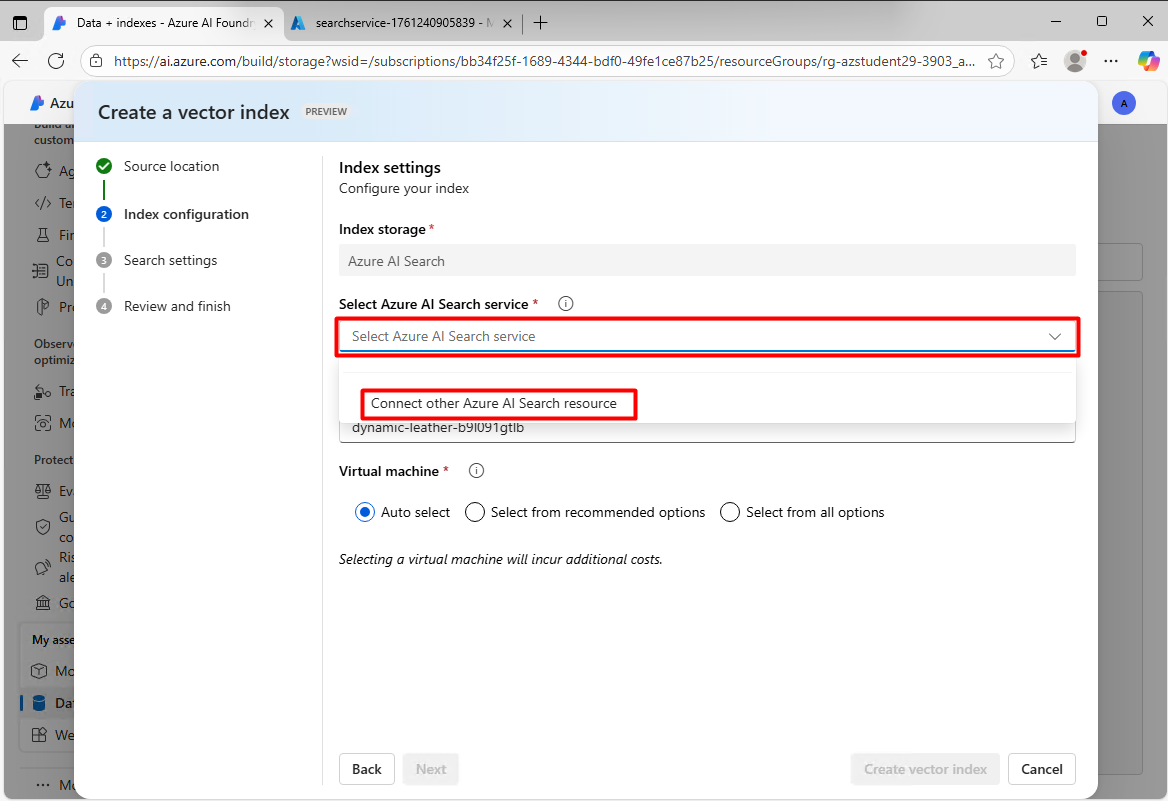 Data + indexes - Azure AI Foundr
searchservice-1761240905839 - M
https://ai.azure.com/build/storage?wsid=/subscriptions/bb34f25f-1689-4344-bdf0-49fe1ce87b25/resourceGroups/rg-azstudent29-3903_a...
Azu
A
Create a vector index
PREVIEW
custom
Ag
Ter
Fin
Co
Un
Pro
Observ
optimiz
Tra
Mo
Protect
Eva
Gu
co
Ris
ale
Go
My asse
Mo
Dat
We
Mo
Source location
2 Index configuration
3 Search settings
4 Review and finish
Index settings
Configure your index
Index storage *
Azure AI Search
Select Azure AI Search service *
Select Azure AI Search service
Connect other Azure AI Search resource
dynamic-leather-b9l091gtlb
Virtual machine *
Auto select
Select from recommended options
Select from all options
Selecting a virtual machine will incur additional costs.
Back
Next
Create vector index
Cancel